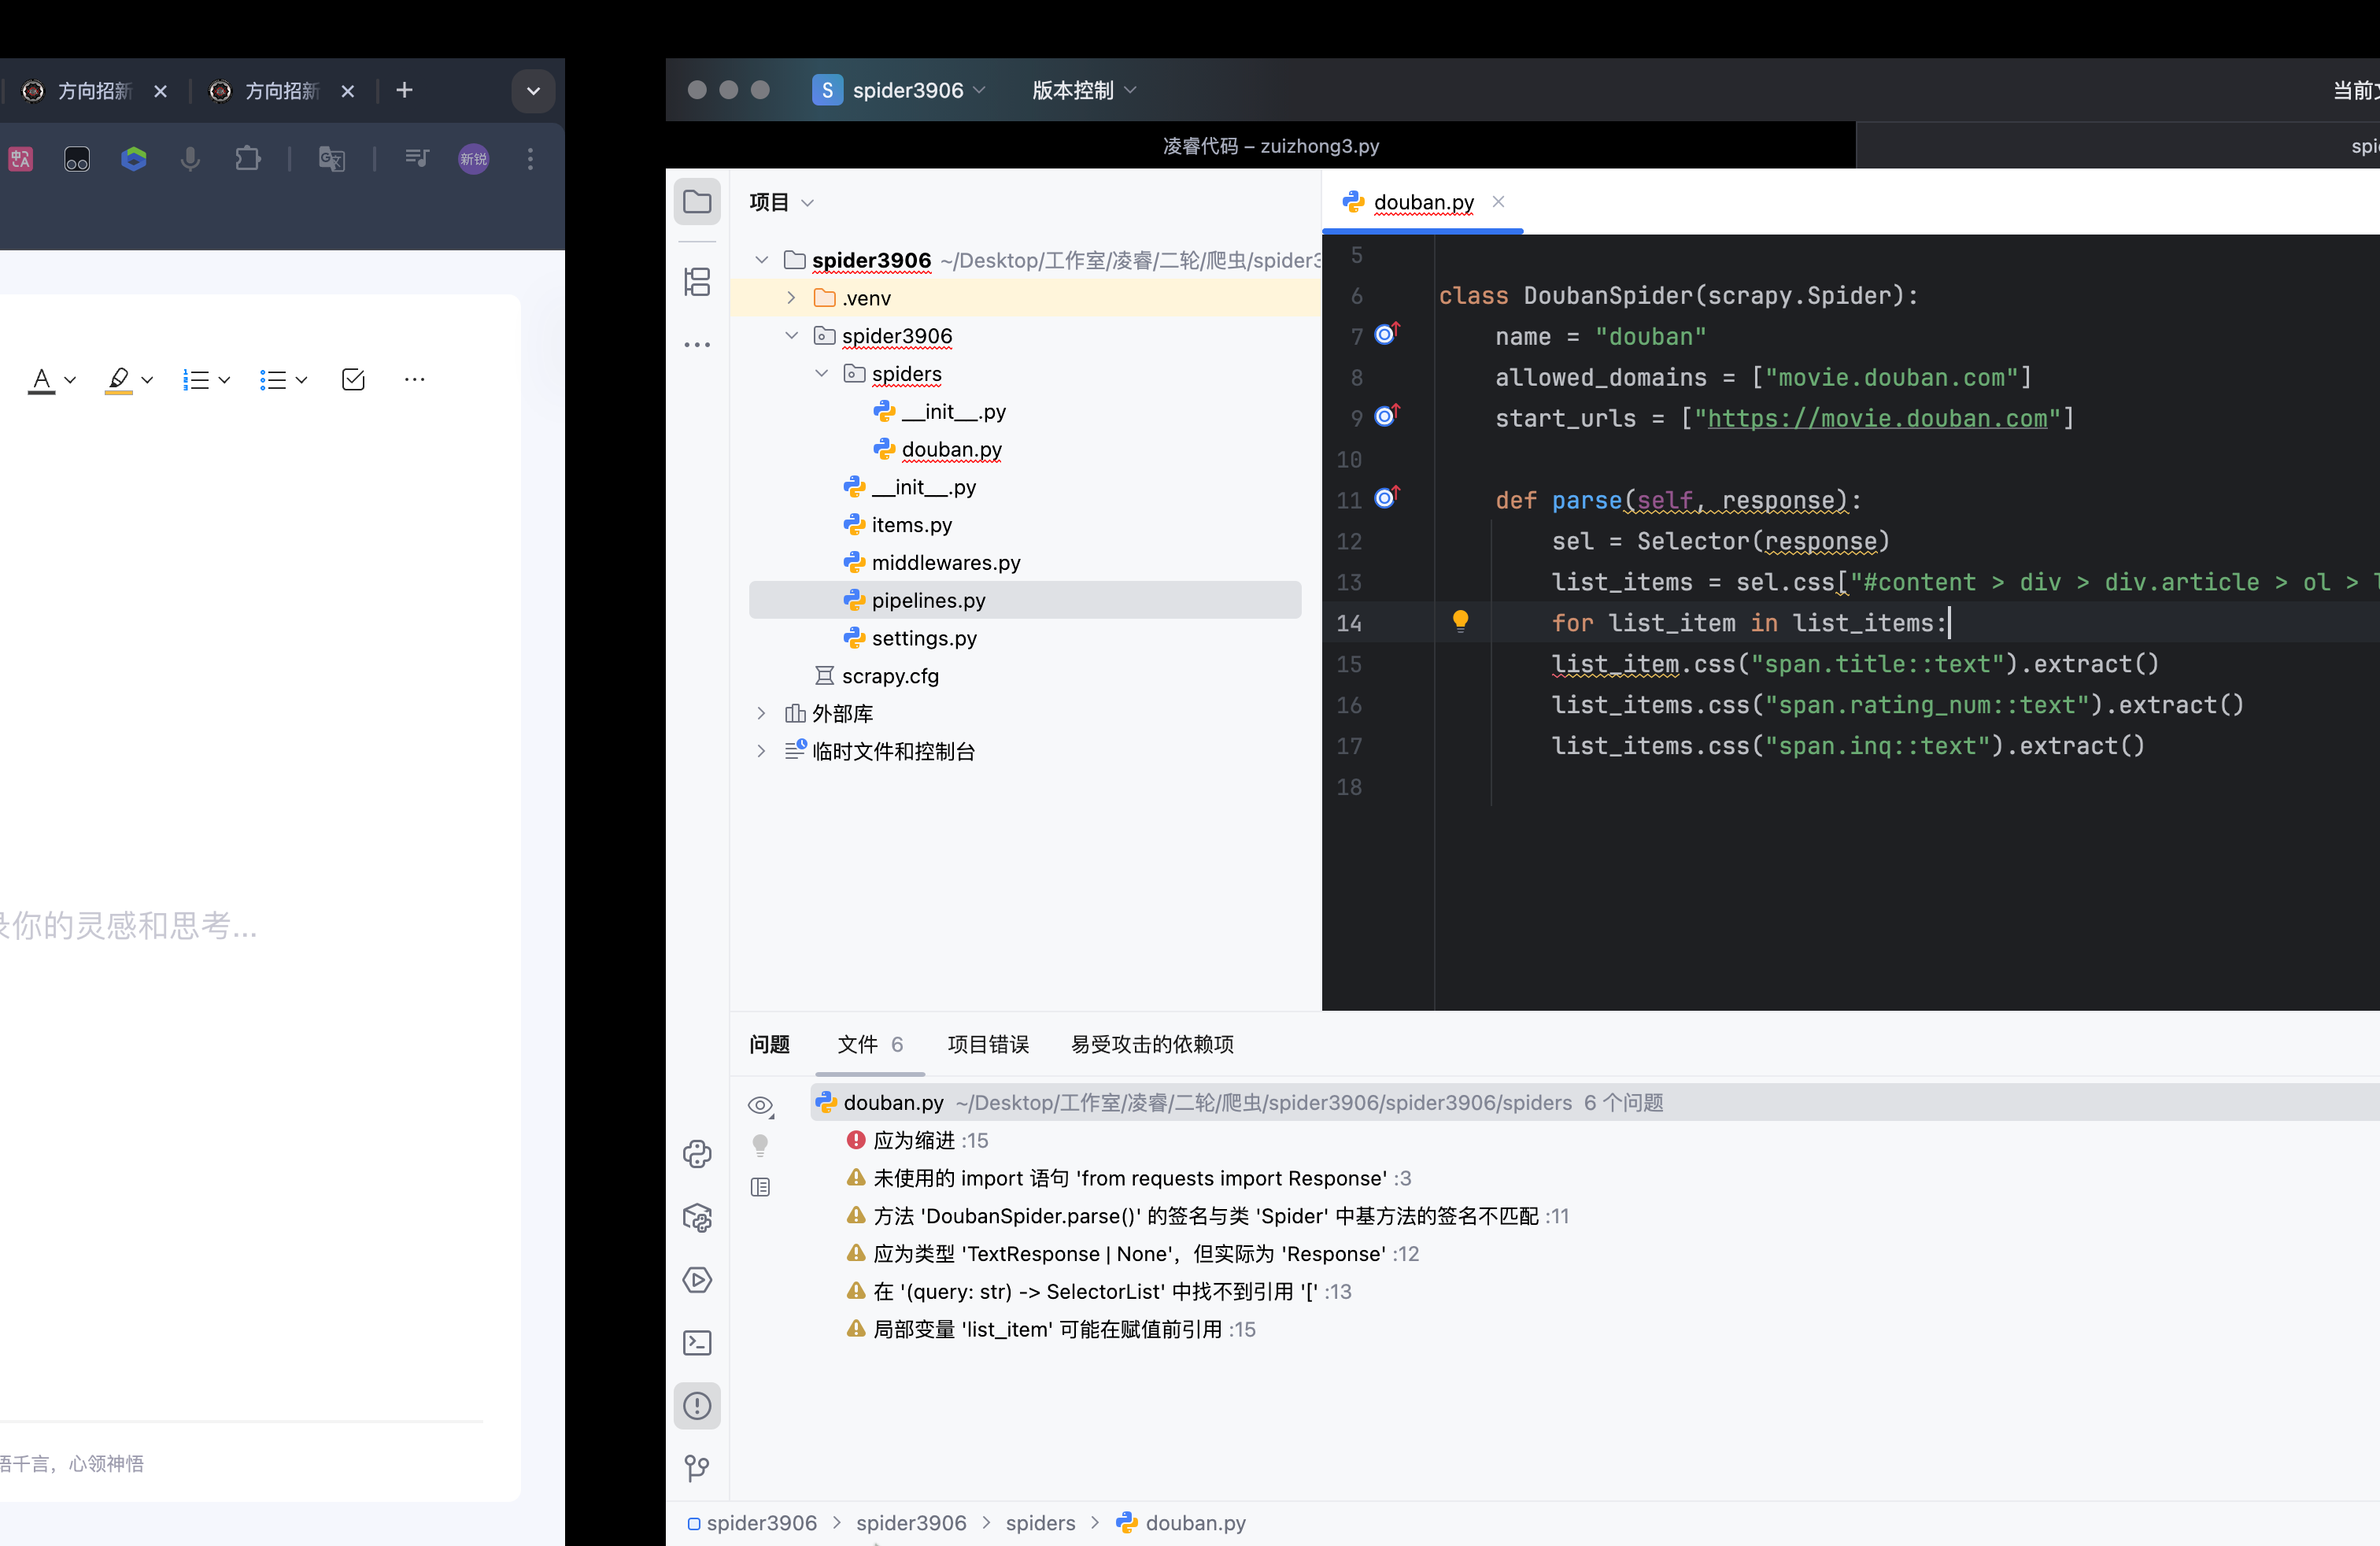 方向招新
方向招新
新锐
录你的灵感和思考...
语千言，心领神悟
S spider3906 版本控制
当前文
凌睿代码 – zuizhong3.py
项目
spider3906 ~/Desktop/工作室/凌睿/二轮/爬虫/spider3
.venv
spider3906
spiders
__init__.py
douban.py
__init__.py
items.py
middlewares.py
pipelines.py
settings.py
scrapy.cfg
外部库
临时文件和控制台
douban.py
5
6 class DoubanSpider(scrapy.Spider):
7 name = "douban"
8 allowed_domains = ["movie.douban.com"]
9 start_urls = ["https://movie.douban.com"]
10
11 def parse(self, response):
12 sel = Selector(response)
13 list_items = sel.css["#content > div > div.article > ol > l
14 for list_item in list_items:
15 list_item.css("span.title::text").extract()
16 list_items.css("span.rating_num::text").extract()
17 list_items.css("span.inq::text").extract()
18
问题 文件 6 项目错误 易受攻击的依赖项
douban.py ~/Desktop/工作室/凌睿/二轮/爬虫/spider3906/spider3906/spiders 6 个问题
应为缩进 :15
未使用的 import 语句 'from requests import Response' :3
方法 'DoubanSpider.parse()' 的签名与类 'Spider' 中基方法的签名不匹配 :11
应为类型 'TextResponse | None'，但实际为 'Response' :12
在 '(query: str) -> SelectorList' 中找不到引用 '[' :13
局部变量 'list_item' 可能在赋值前引用 :15
spider3906 > spider3906 > spiders > douban.py